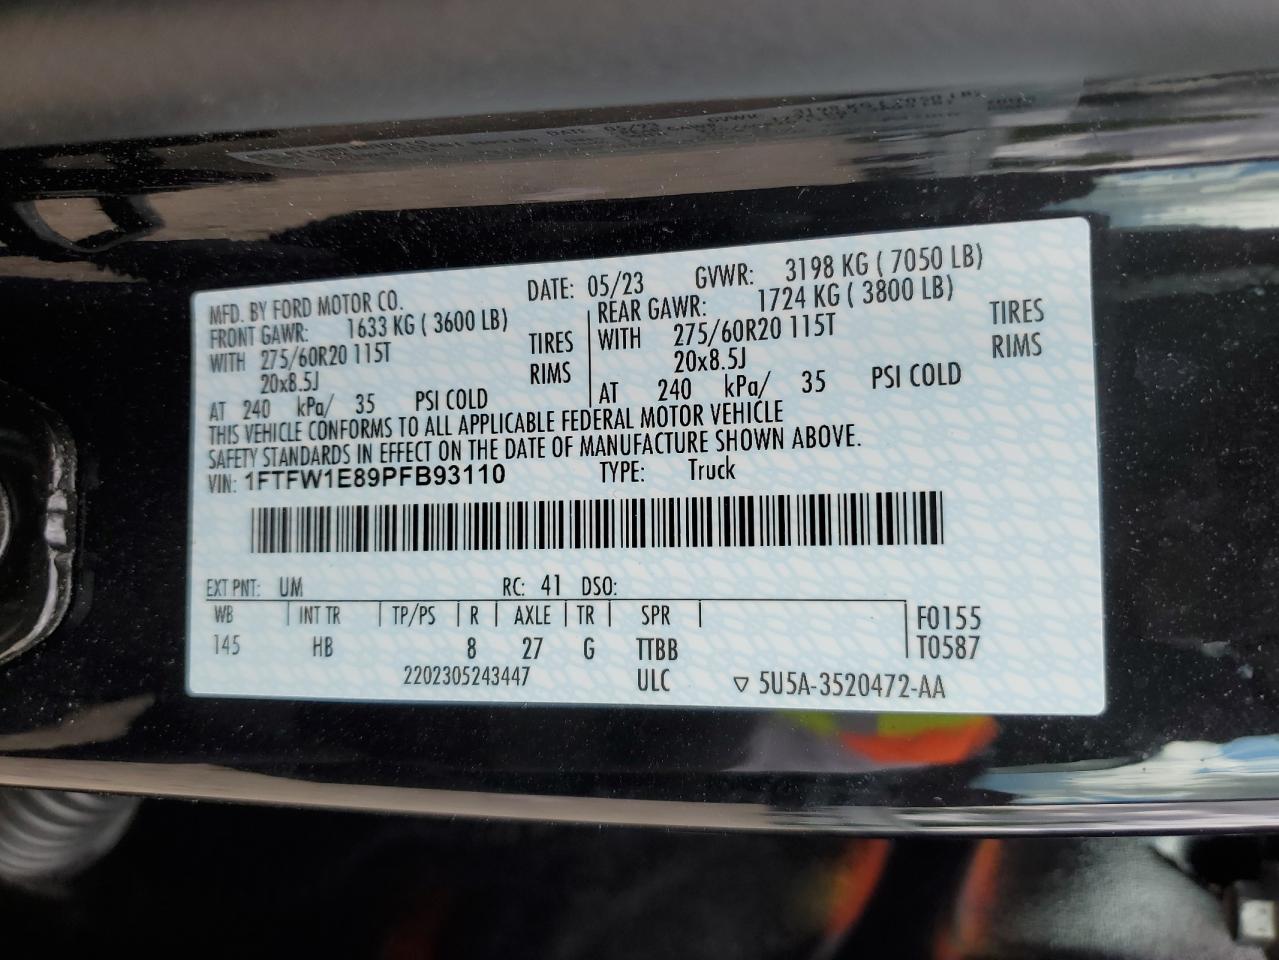 MFD. BY FORD MOTOR CO. DATE: 05/23 GVWR: 3198 KG ( 7050 LB)
FRONT GAWR: 1633 KG ( 3600 LB) REAR GAWR: 1724 KG ( 3800 LB)
WITH 275/60R20 115T TIRES WITH 275/60R20 115T TIRES
20x8.5J RIMS 20x8.5J RIMS
AT 240 kPa/ 35 PSI COLD AT 240 kPa/ 35 PSI COLD
THIS VEHICLE CONFORMS TO ALL APPLICABLE FEDERAL MOTOR VEHICLE
SAFETY STANDARDS IN EFFECT ON THE DATE OF MANUFACTURE SHOWN ABOVE.
VIN: 1FTFW1E89PFB93110 TYPE: Truck
EXT PNT: UM RC: 41 DSO:
WB INT TR TP/PS R AXLE TR SPR F0155
145 HB 8 27 G TTBB T0587
2202305243447 ULC ▽ 5U5A-3520472-AA